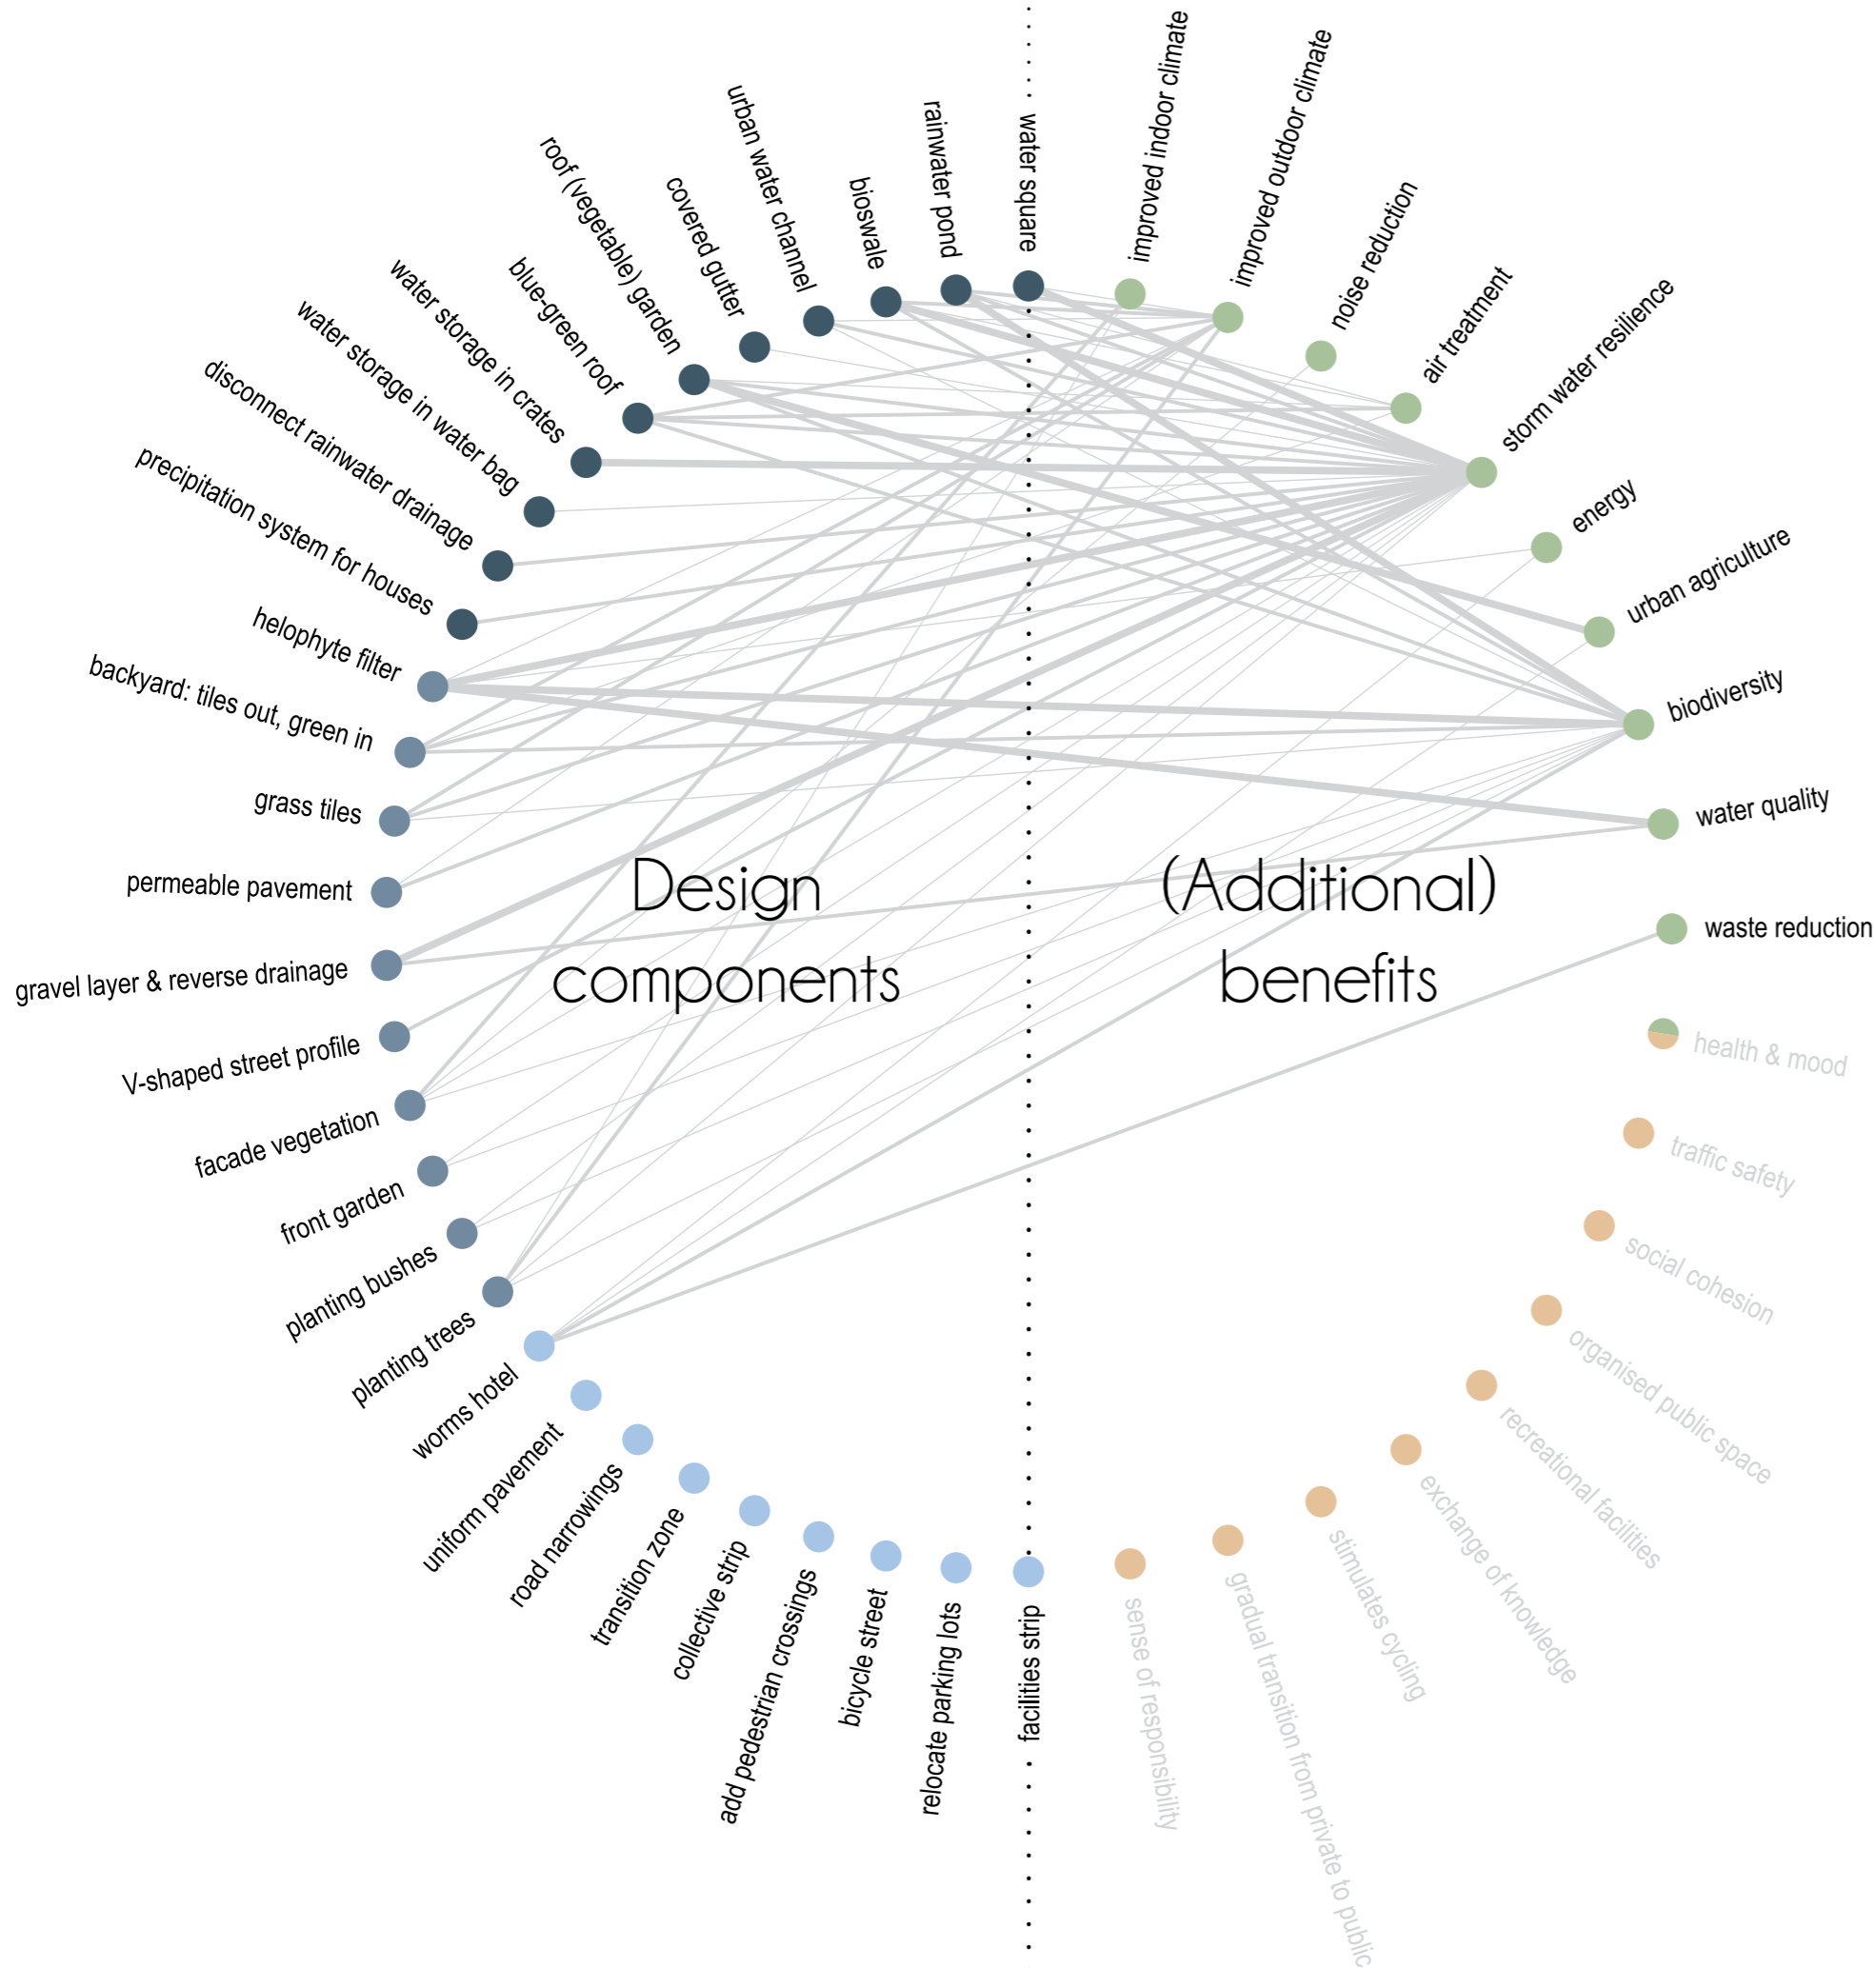 water square
rainwater pond
bioswale
urban water channel
covered gutter
roof (vegetable) garden
blue-green roof
water storage in crates
water storage in water bag
disconnect rainwater drainage
precipitation system for houses
helophyte filter
backyard: tiles out, green in
grass tiles
permeable pavement
gravel layer & reverse drainage
V-shaped street profile
facade vegetation
front garden
planting bushes
planting trees
worms hotel
uniform pavement
road narrowings
transition zone
collective strip
add pedestrian crossings
bicycle street
relocate parking lots
facilities strip
Design
components
(Additional)
benefits
improved indoor climate
improved outdoor climate
noise reduction
air treatment
storm water resilience
energy
urban agriculture
biodiversity
water quality
waste reduction
health & mood
traffic safety
social cohesion
organised public space
recreational facilities
exchange of knowledge
stimulates cycling
gradual transition from private to public
sense of responsibility